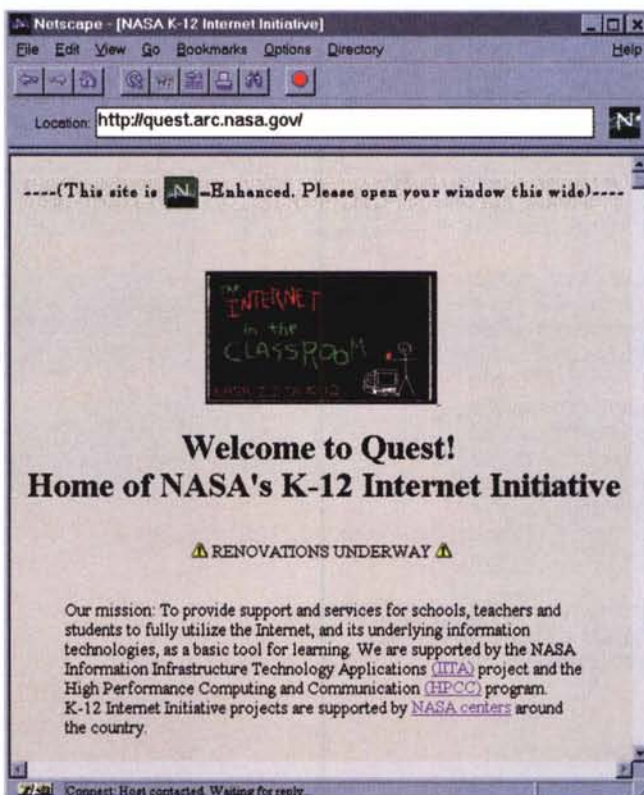 Netscape - [NASA K-12 Internet Initiative]
File Edit View Go Bookmarks Options Directory Help
Location: http://quest.arc.nasa.gov/
N
----(This site is N-Enhanced. Please open your window this wide)----
the
INTERNET
in the
CLASSROOM
Welcome to Quest!
Home of NASA's K-12 Internet Initiative
RENOVATIONS UNDERWAY
Our mission: To provide support and services for schools, teachers and
students to fully utilize the Internet, and its underlying information
technologies, as a basic tool for learning. We are supported by the NASA
Information Infrastructure Technology Applications (IITA) project and the
High Performance Computing and Communication (HPCC) program.
K-12 Internet Initiative projects are supported by NASA centers around
the country.
Connect: Host contacted. Waiting for reply...